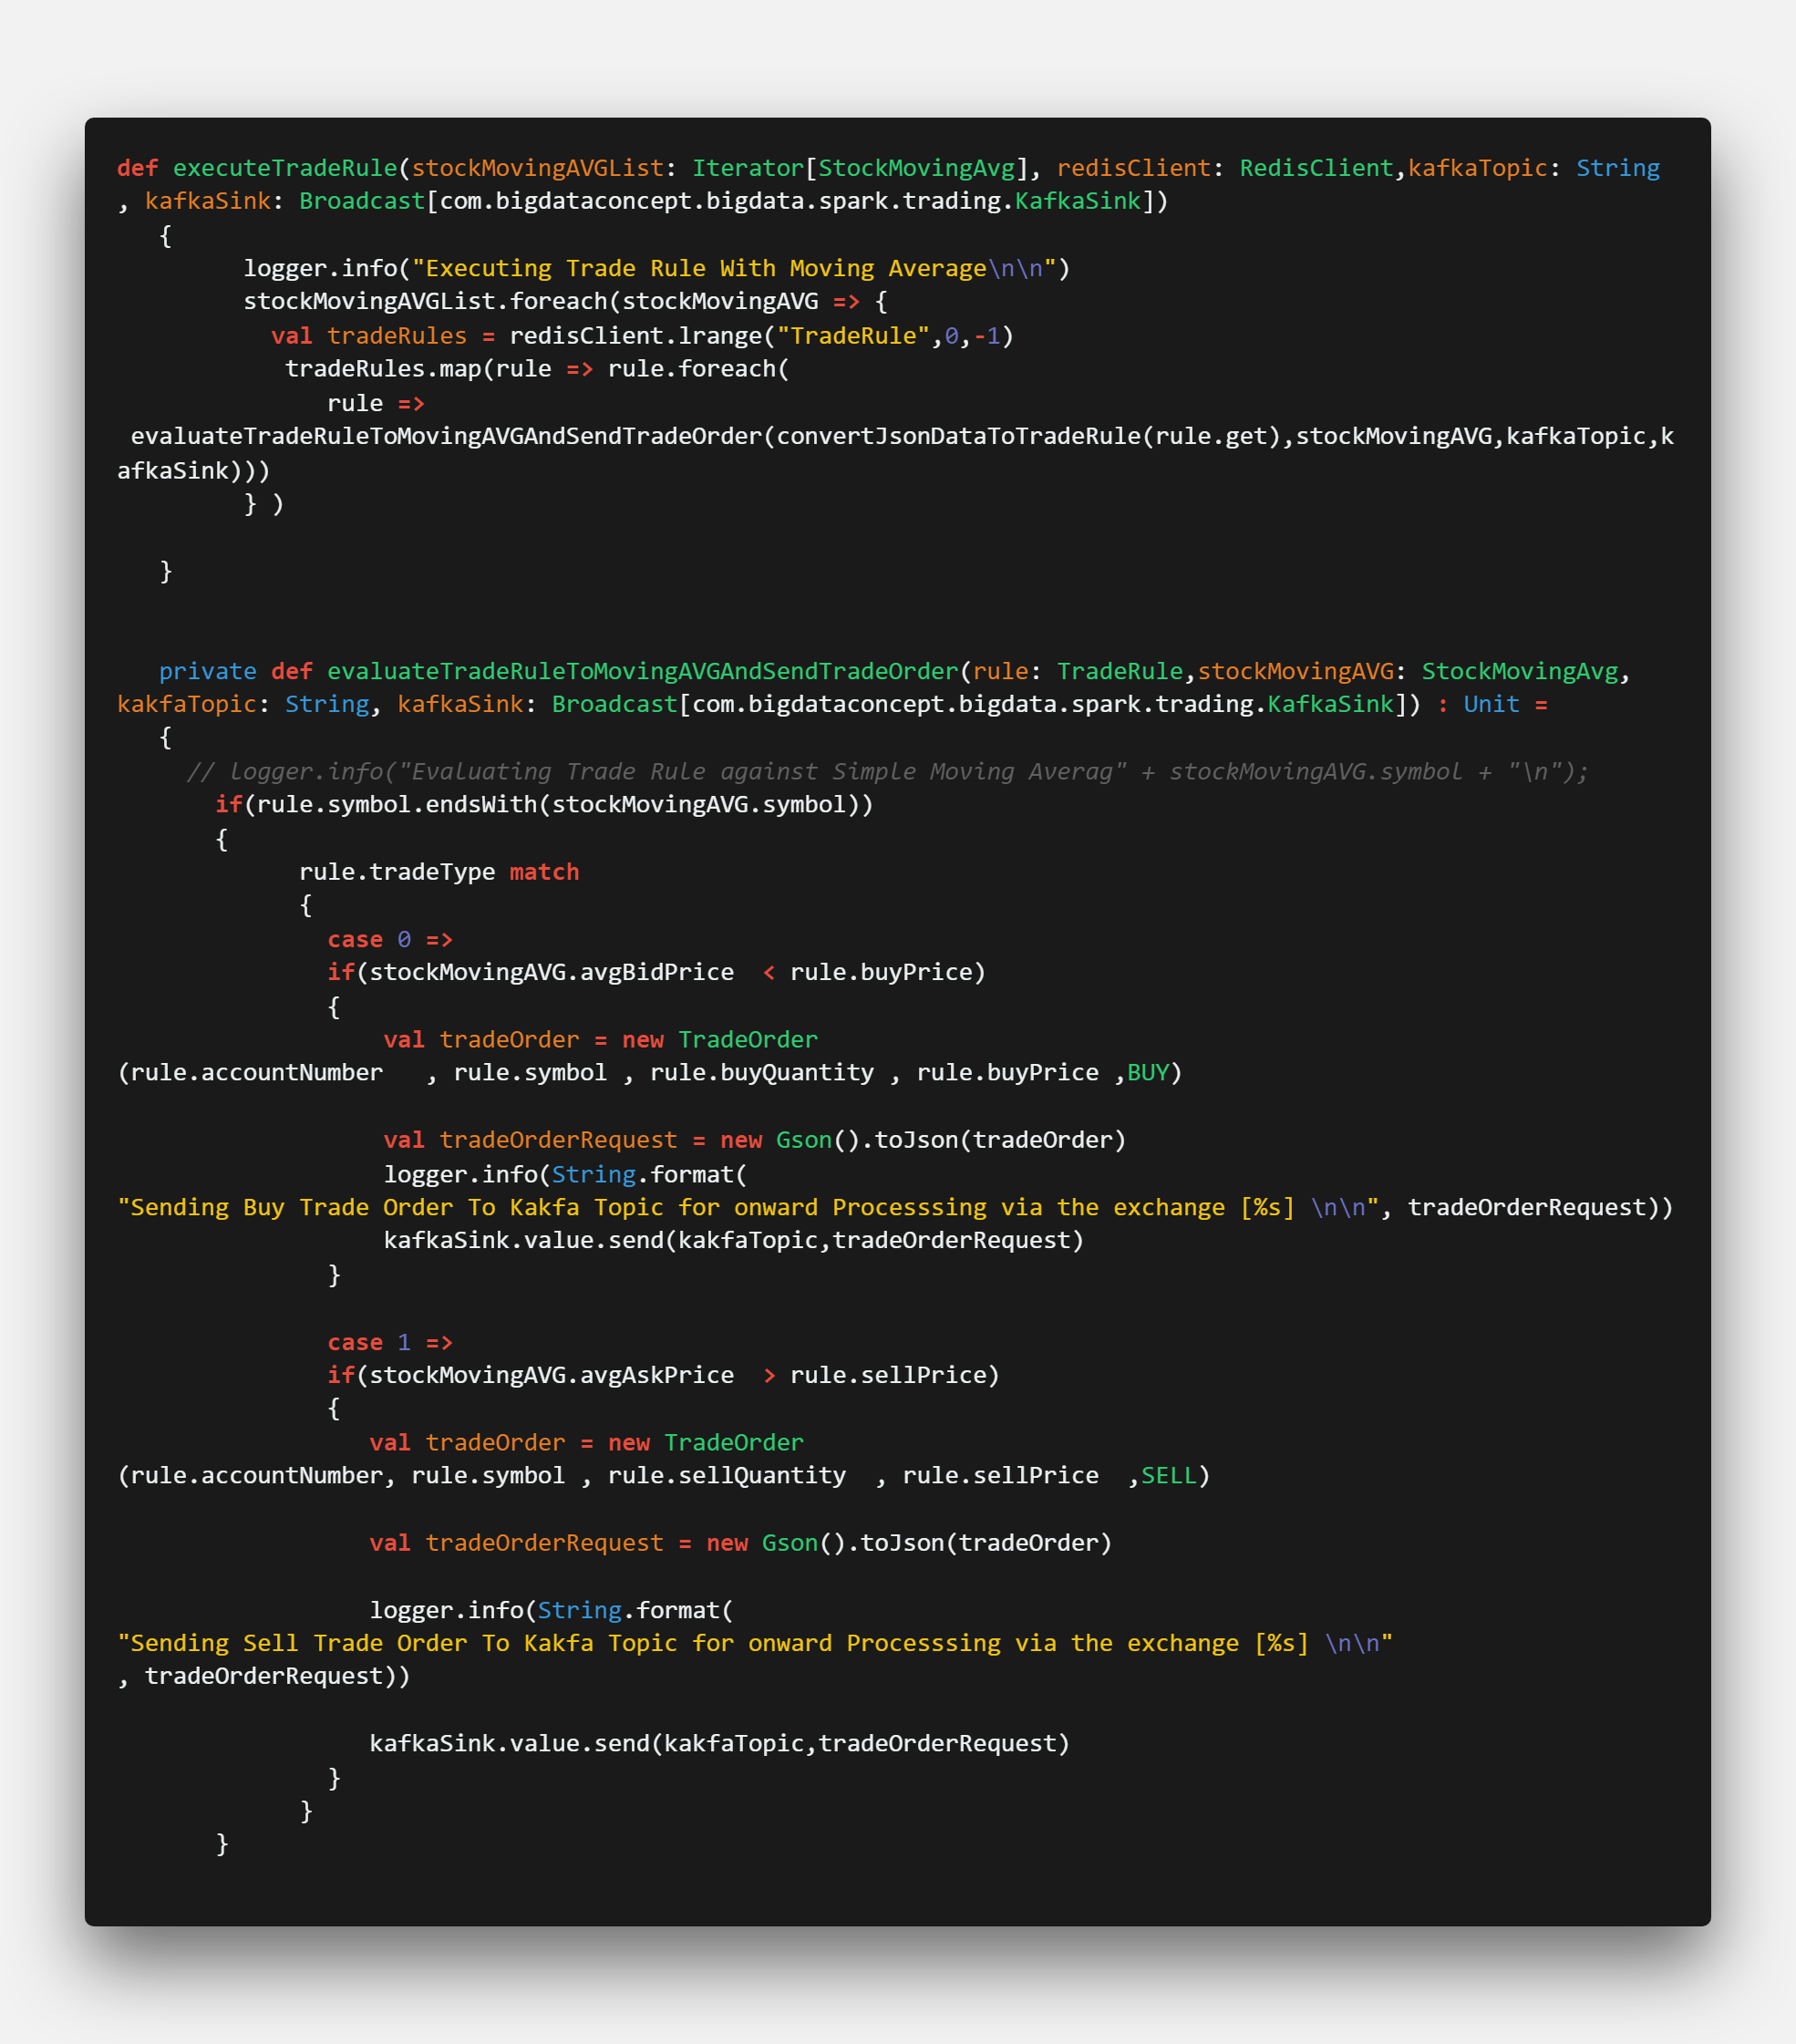 def executeTradeRule(stockMovingAVGList: Iterator[StockMovingAvg], redisClient: RedisClient,kafkaTopic: String
, kafkaSink: Broadcast[com.bigdataconcept.bigdata.spark.trading.KafkaSink])
{
logger.info("Executing Trade Rule With Moving Average\n\n")
stockMovingAVGList.foreach(stockMovingAVG => {
val tradeRules = redisClient.lrange("TradeRule",0,-1)
tradeRules.map(rule => rule.foreach(
rule =>
evaluateTradeRuleToMovingAVGAndSendTradeOrder(convertJsonDataToTradeRule(rule.get),stockMovingAVG,kafkaTopic,k
afkaSink)))
} )
}
private def evaluateTradeRuleToMovingAVGAndSendTradeOrder(rule: TradeRule,stockMovingAVG: StockMovingAvg,
kakfaTopic: String, kafkaSink: Broadcast[com.bigdataconcept.bigdata.spark.trading.KafkaSink]) : Unit =
{
// logger.info("Evaluating Trade Rule against Simple Moving Averag" + stockMovingAVG.symbol + "\n");
if(rule.symbol.endsWith(stockMovingAVG.symbol))
{
rule.tradeType match
{
case 0 =>
if(stockMovingAVG.avgBidPrice  < rule.buyPrice)
{
val tradeOrder = new TradeOrder
(rule.accountNumber   , rule.symbol , rule.buyQuantity , rule.buyPrice ,BUY)
val tradeOrderRequest = new Gson().toJson(tradeOrder)
logger.info(String.format(
"Sending Buy Trade Order To Kakfa Topic for onward Processsing via the exchange [%s] \n\n", tradeOrderRequest))
kafkaSink.value.send(kakfaTopic,tradeOrderRequest)
}
case 1 =>
if(stockMovingAVG.avgAskPrice  > rule.sellPrice)
{
val tradeOrder = new TradeOrder
(rule.accountNumber, rule.symbol , rule.sellQuantity  , rule.sellPrice  ,SELL)
val tradeOrderRequest = new Gson().toJson(tradeOrder)
logger.info(String.format(
"Sending Sell Trade Order To Kakfa Topic for onward Processsing via the exchange [%s] \n\n"
, tradeOrderRequest))
kafkaSink.value.send(kakfaTopic,tradeOrderRequest)
}
}
}